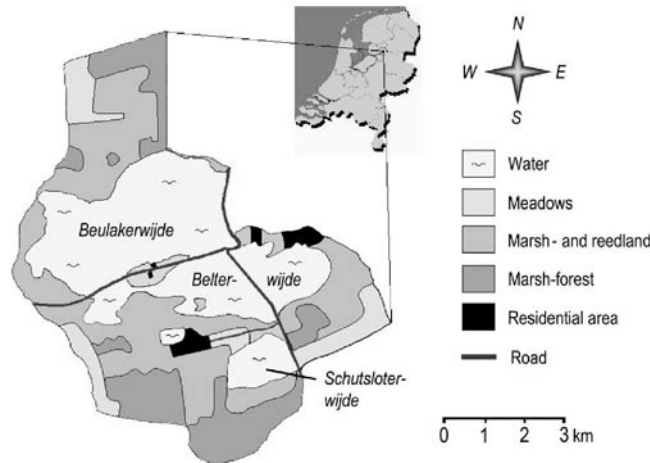 N
W E
S
Water
Meadows
Marsh- and reedland
Marsh-forest
Residential area
Road
0 1 2 3 km
Beulakerwijde
Belter- wijde
Schutsloter-
wijde